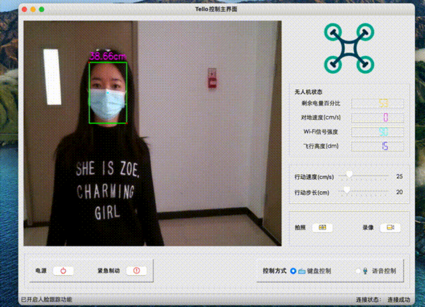 Tello控制主界面
38.66cm
SHE IS ZOE,
CHARMING
GIRL
无人机状态
剩余电量百分比
对地速度(cm/s)
0
Wi-Fi信号强度
90
飞行高度(dm)
15
行动速度(cm/s)
25
行动步长(cm)
20
拍照
录像
电源
紧急制动
控制方式
键盘控制
语音控制
已开启人脸跟踪功能
连接状态:
连接成功